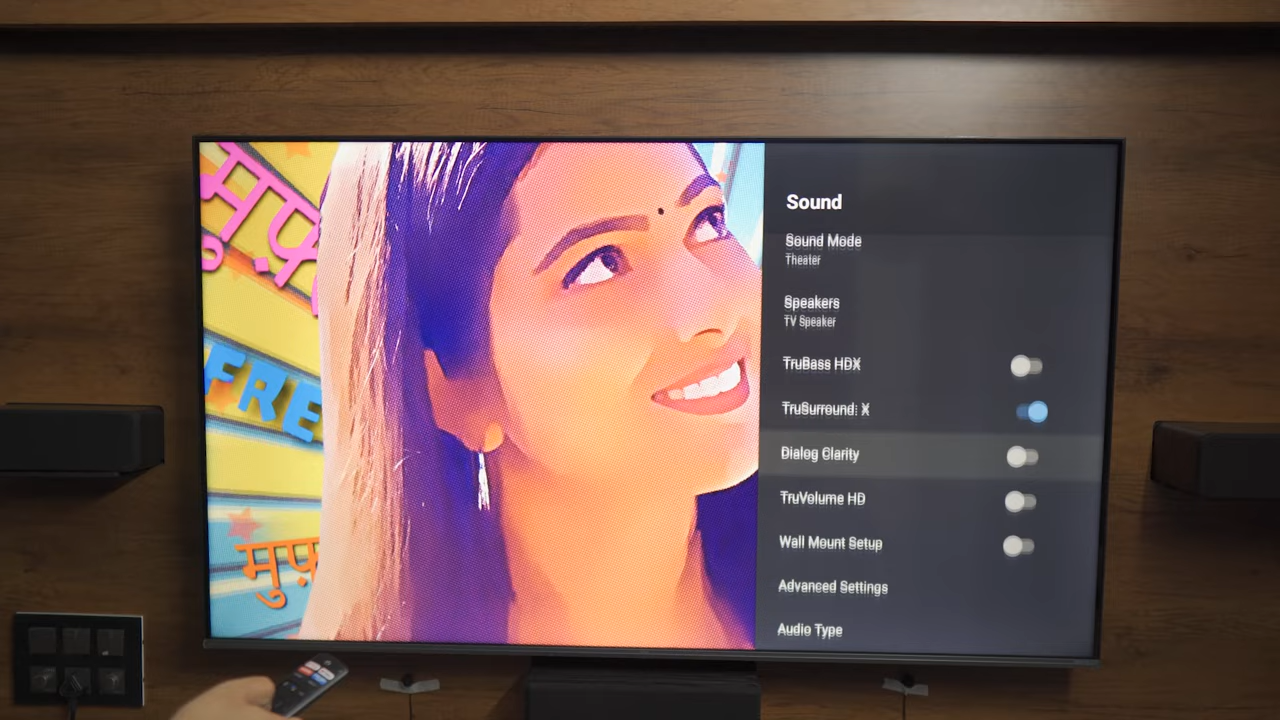 मुफ़
FREE
मुफ़
Sound
Sound Mode
Theater
Speakers
TV Speaker
TruBass HDX
TruSurround: X
Dialog Clarity
TruVolume HD
Wall Mount Setup
Advanced Settings
Audio Type